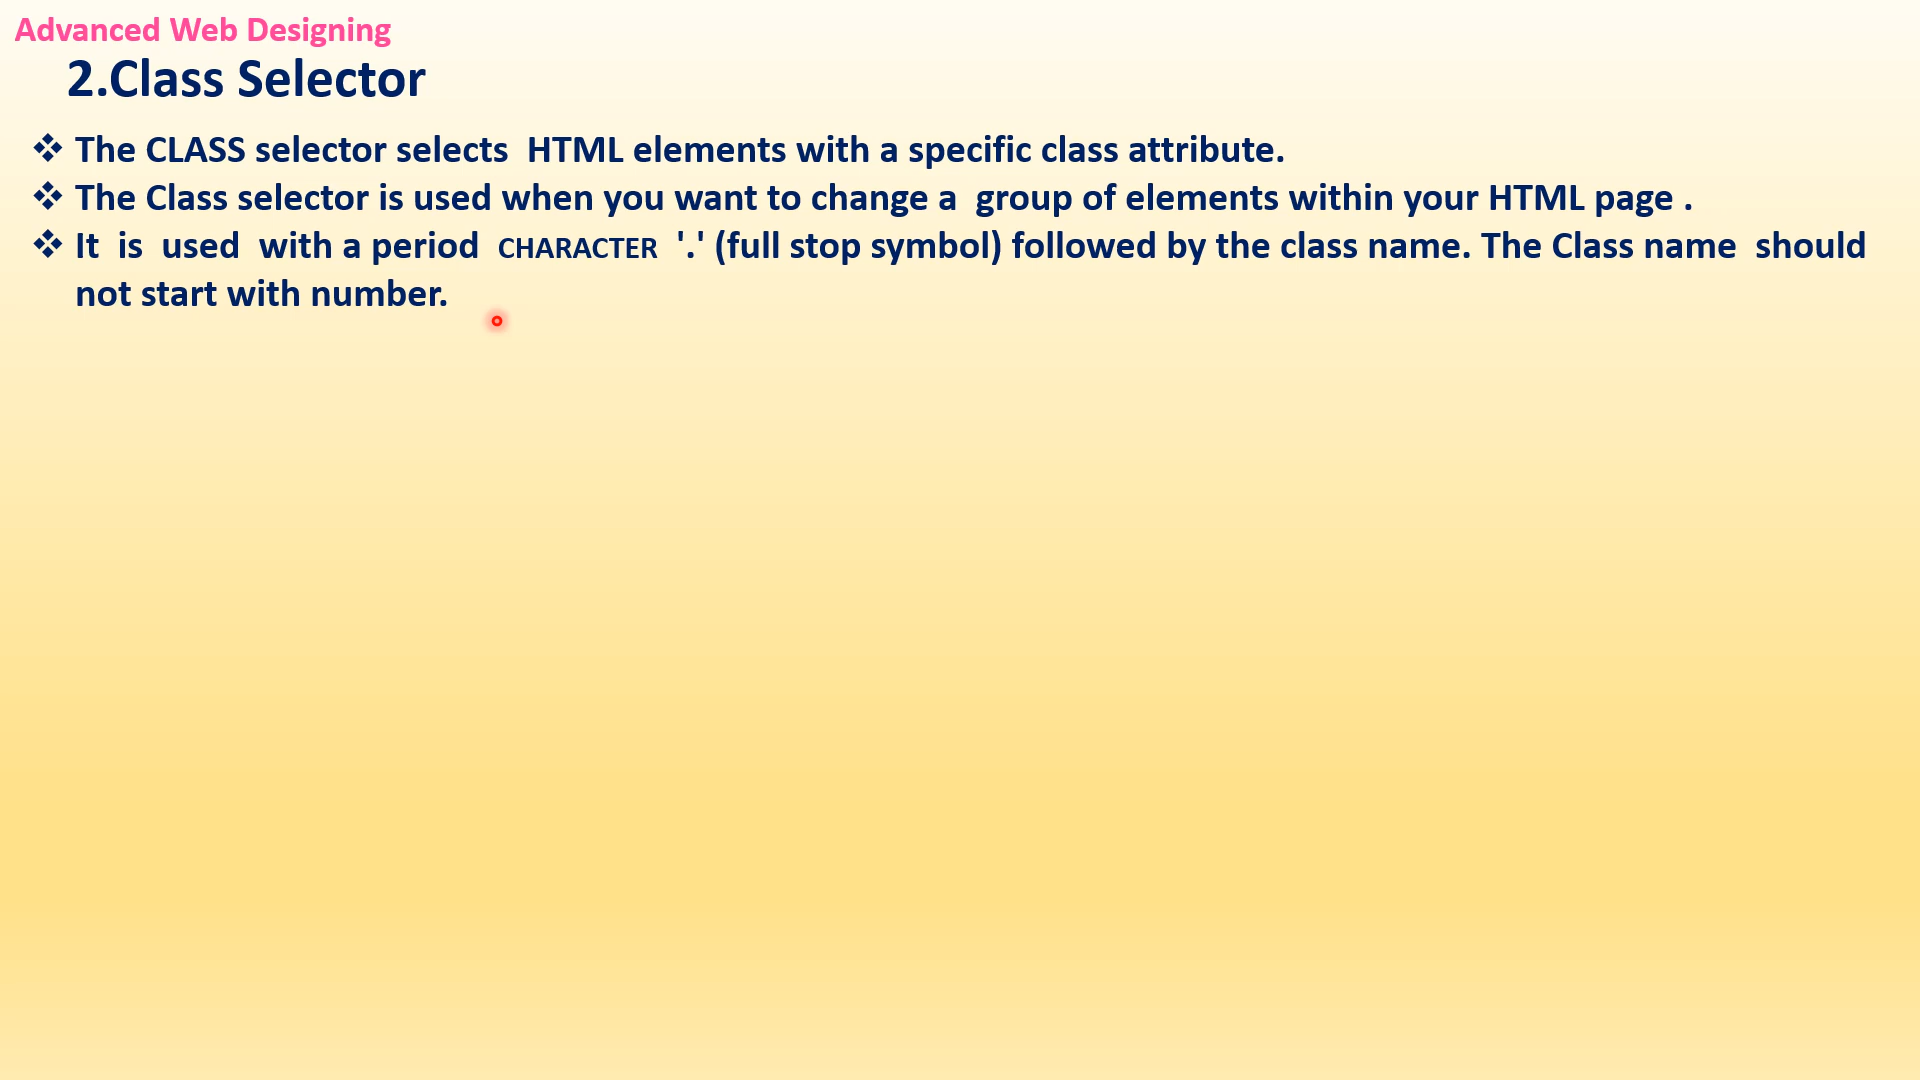 Advanced Web Designing
2.Class Selector
❖ The CLASS selector selects  HTML elements with a specific class attribute.
❖ The Class selector is used when you want to change a  group of elements within your HTML page .
❖ It  is  used  with a period  CHARACTER  '.' (full stop symbol) followed by the class name. The Class name  should
not start with number.